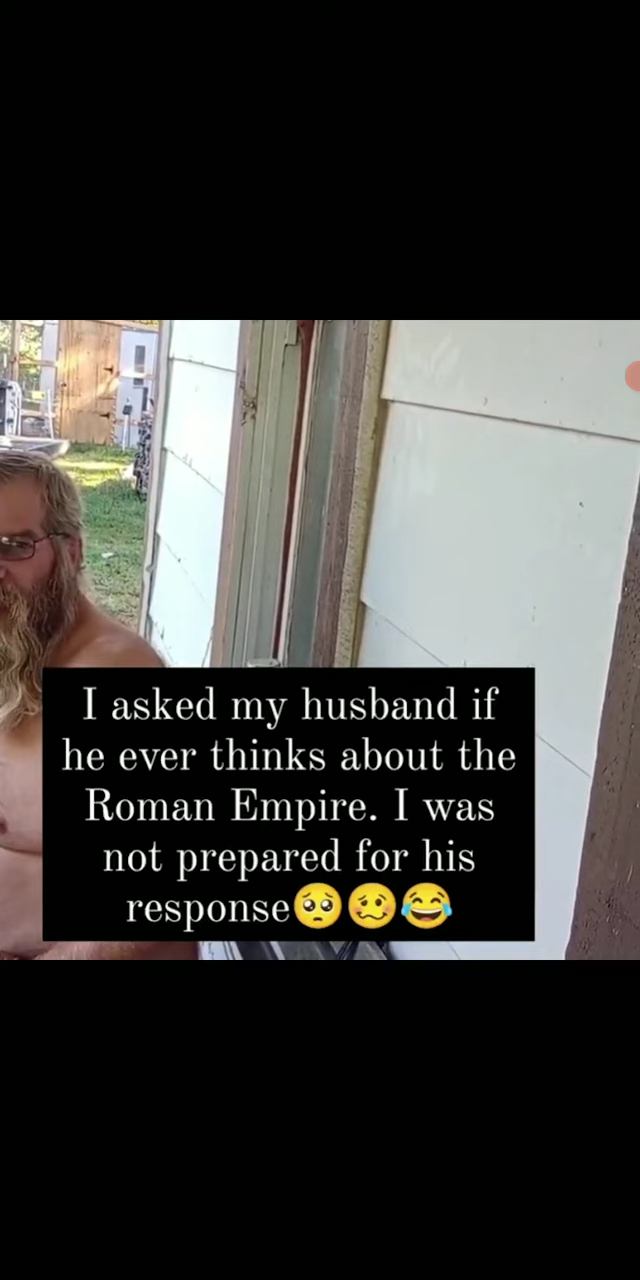 I asked my husband if
he ever thinks about the
Roman Empire. I was
not prepared for his
response🥺🥴😂